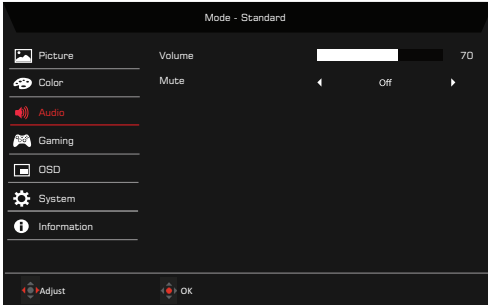 Mode - Standard
Picture
Volume 70
Color
Mute Off
Audio
Gaming
OSD
System
Information
Adjust OK